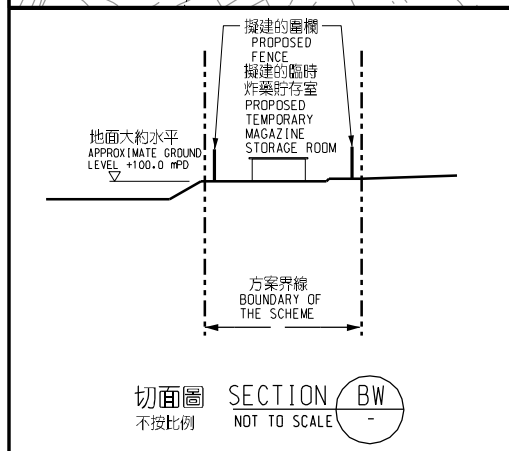 擬建的圍欄
PROPOSED
FENCE
擬建的臨時
炸藥貯存室
PROPOSED
TEMPORARY
MAGAZINE
STORAGE ROOM
地面大約水平
APPROXIMATE GROUND
LEVEL +100.0 mPD
方案界線
BOUNDARY OF
THE SCHEME
切面圖 SECTION BW
不按比例 NOT TO SCALE -